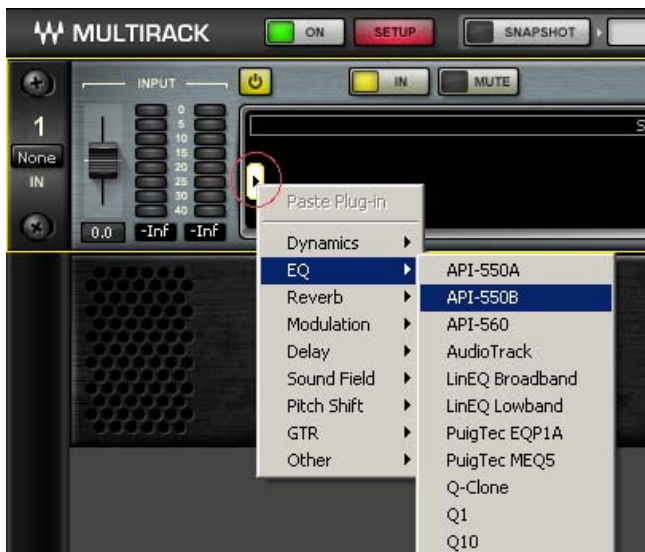 MULTIRACK
ON
SETUP
SNAPSHOT
INPUT
IN
MUTE
1
None
IN
0
5
10
15
20
25
30
40
0.0
-Inf
-Inf
S
Paste Plug-in
Dynamics
EQ
Reverb
Modulation
Delay
Sound Field
Pitch Shift
GTR
Other
API-550A
API-550B
API-560
AudioTrack
LinEQ Broadband
LinEQ Lowband
PuigTec EQP1A
PuigTec MEQ5
Q-Clone
Q1
Q10